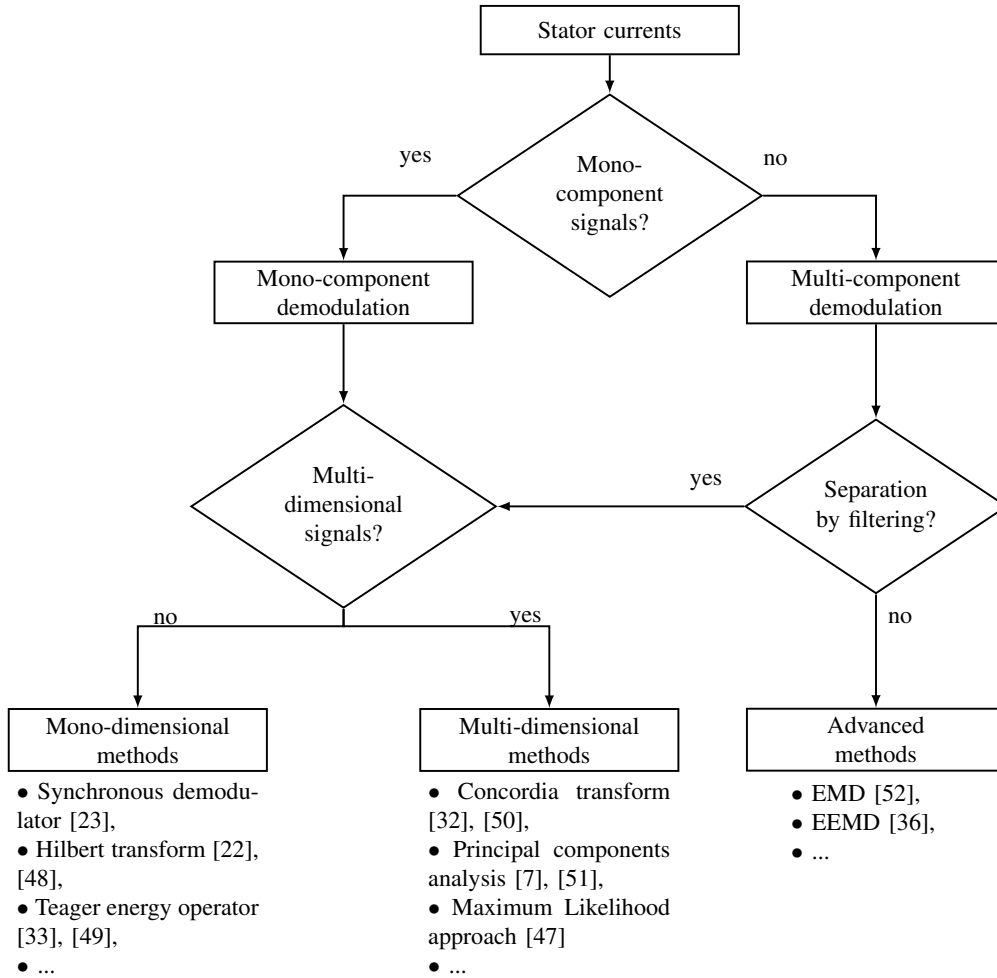 Stator currents
yes
no
Mono-
component
signals?
Mono-component
demodulation
Multi-component
demodulation
Multi-
dimensional
signals?
yes
Separation
by filtering?
no
yes
no
Mono-dimensional
methods
Multi-dimensional
methods
Advanced
methods
• Synchronous demodu-
lator [23],
• Hilbert transform [22],
[48],
• Teager energy operator
[33], [49],
• ...
• Concordia transform
[32], [50],
• Principal components
analysis [7], [51],
• Maximum Likelihood
approach [47]
• ...
• EMD [52],
• EEMD [36],
• ...